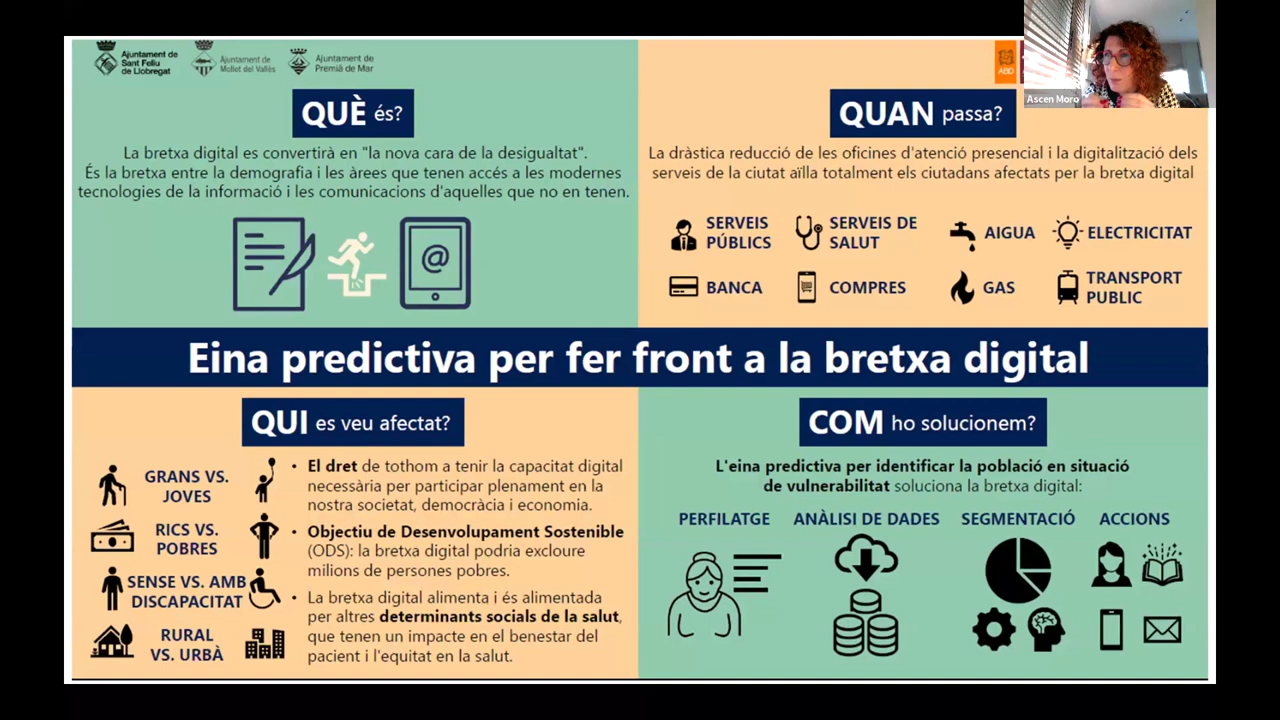 Ajuntament de
Sant Feliu
de Llobregat
Ajuntament de
Mollet del Vallès
Ajuntament de
Premià de Mar
QUÈ és?
La bretxa digital es convertirà en "la nova cara de la desigualtat".
És la bretxa entre la demografia i les àrees que tenen accés a les modernes
tecnologies de la informació i les comunicacions d'aquelles que no en tenen.
@
ABD
Ascen Moro
QUAN passa?
La dràstica reducció de les oficines d'atenció presencial i la digitalització dels
serveis de la ciutat aïlla totalment els ciutadans afectats per la bretxa digital
SERVEIS
PÚBLICS
SERVEIS DE
SALUT
AIGUA
ELECTRICITAT
BANCA
COMPRES
GAS
TRANSPORT
PUBLIC
Eina predictiva per fer front a la bretxa digital
QUI es veu afectat?
GRANS VS.
JOVES
RICS VS.
POBRES
SENSE VS. AMB
DISCAPACITAT
RURAL
VS. URBÀ
• El dret de tothom a tenir la capacitat digital
necessària per participar plenament en la
nostra societat, democràcia i economia.
• Objectiu de Desenvolupament Sostenible
(ODS): la bretxa digital podria excloure
milions de persones pobres.
• La bretxa digital alimenta i és alimentada
per altres determinants socials de la salut,
que tenen un impacte en el benestar del
pacient i l'equitat en la salut.
COM ho solucionem?
L'eina predictiva per identificar la població en situació
de vulnerabilitat soluciona la bretxa digital:
PERFILATGE
ANÀLISI DE DADES
SEGMENTACIÓ
ACCIONS